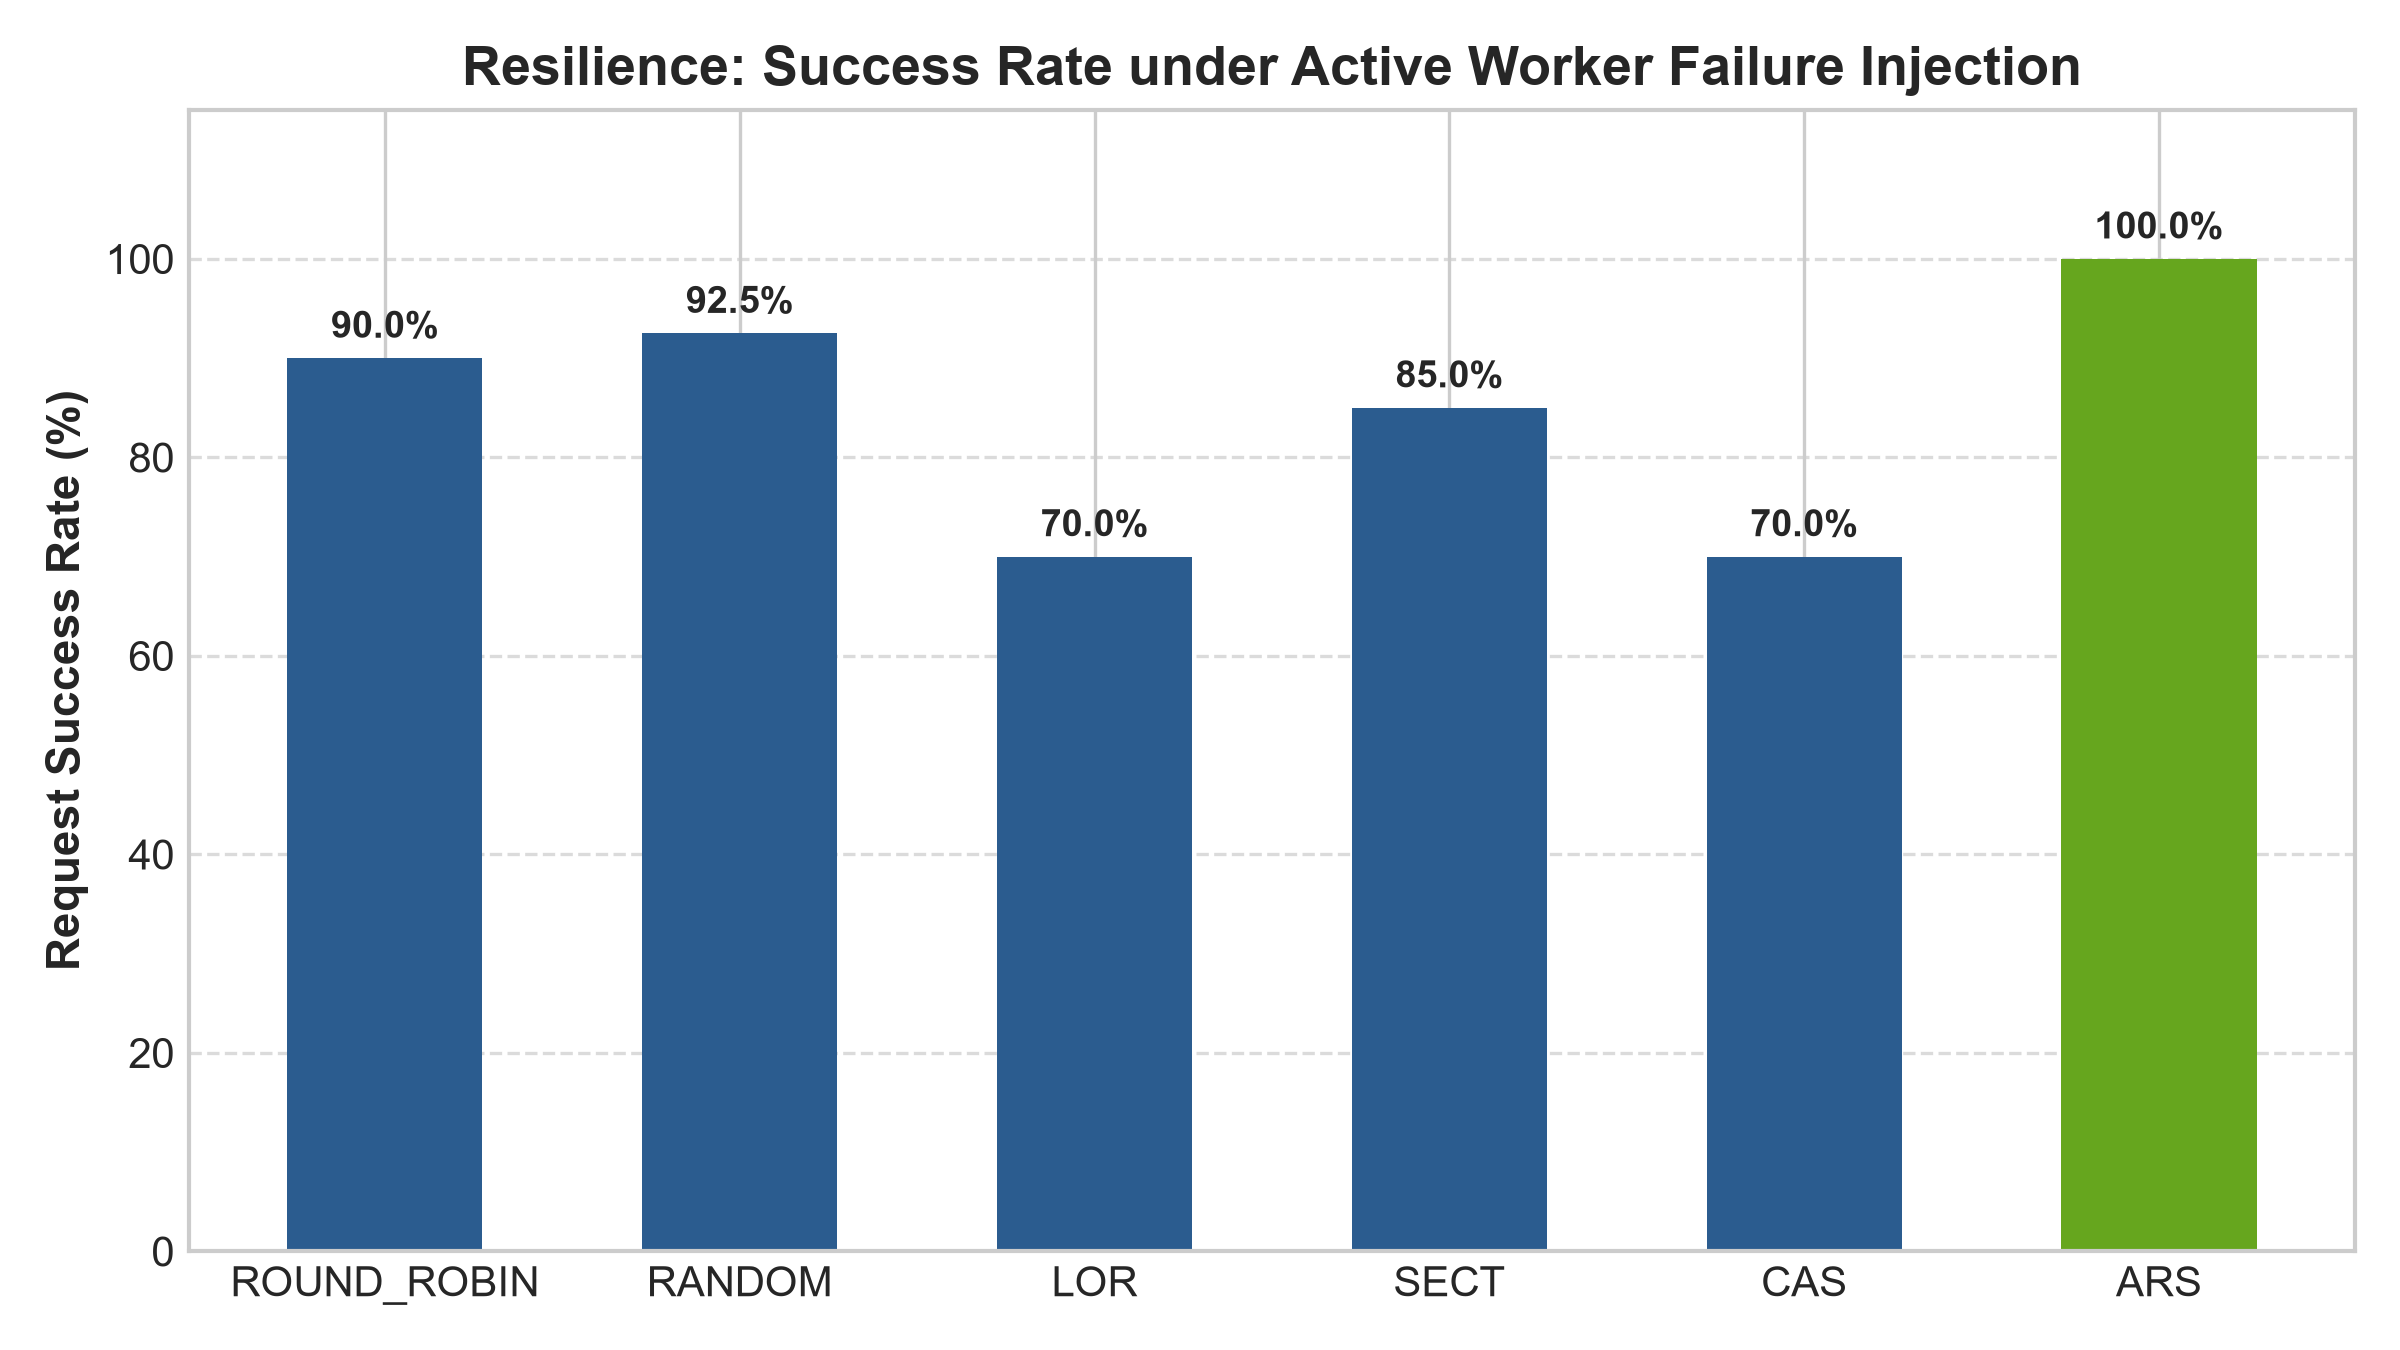 Resilience: Success Rate under Active Worker Failure Injection
Request Success Rate (%)
100
80
60
40
20
0
90.0%
92.5%
70.0%
85.0%
70.0%
100.0%
ROUND_ROBIN
RANDOM
LOR
SECT
CAS
ARS